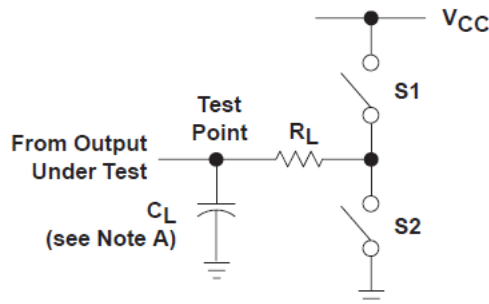 VCC
S1
Test
Point
RL
From Output
Under Test
CL
(see Note A)
S2